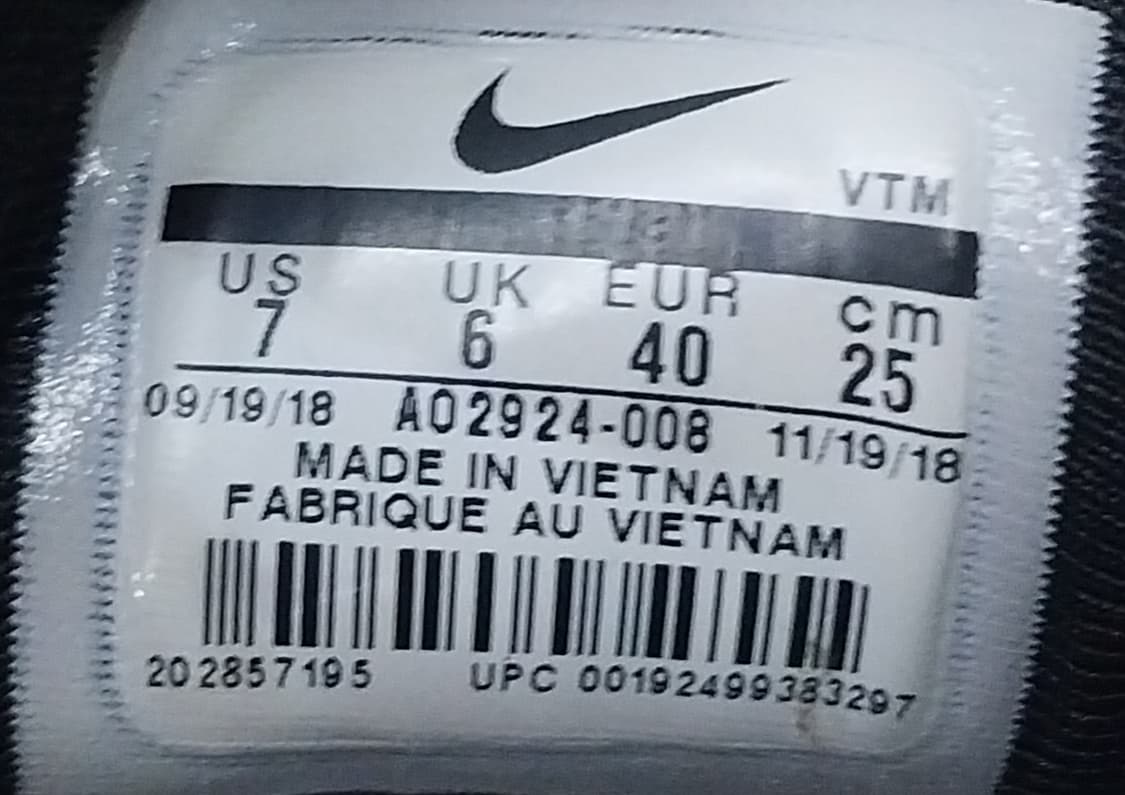 VTM
US UK EUR cm
7 6 40 25
09/19/18 AO2924-008 11/19/18
MADE IN VIETNAM
FABRIQUE AU VIETNAM
202857195 UPC 00192499383297